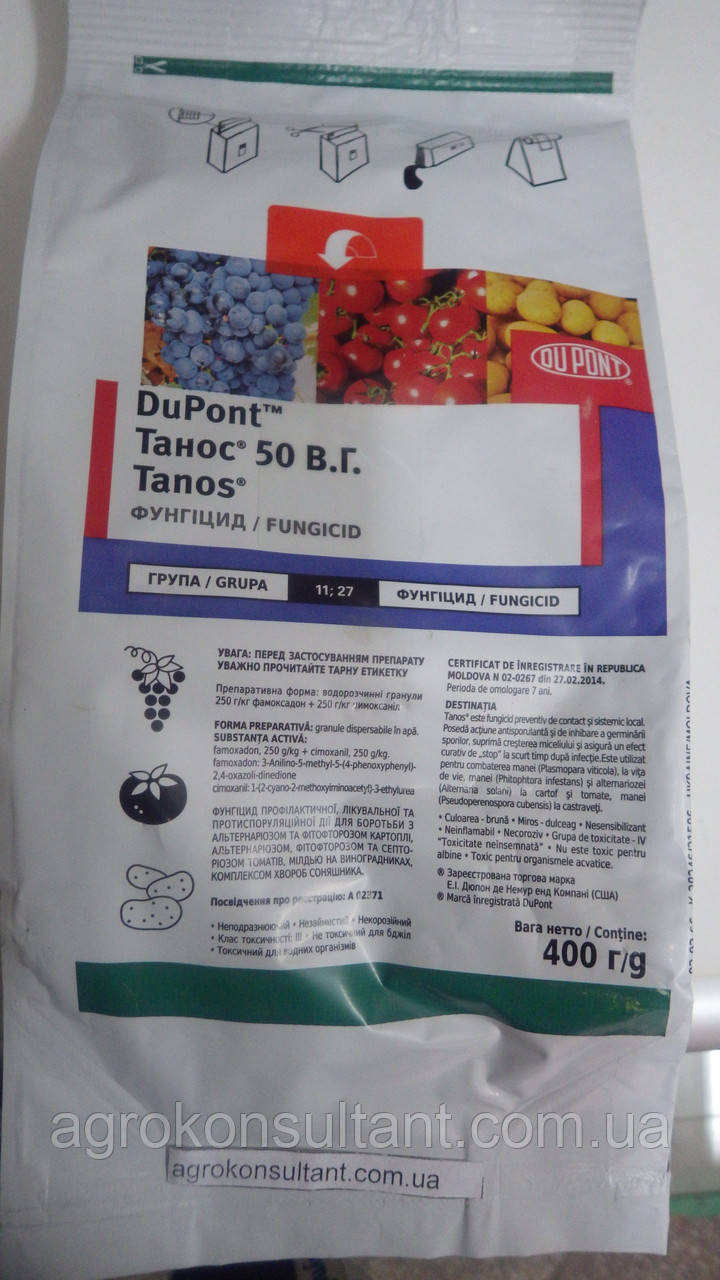 DU PONT®
DuPont™
Танос® 50 В.Г.
Tanos®
ФУНГІЦИД / FUNGICID
ГРУПА / GRUPA 11; 27 ФУНГІЦИД / FUNGICID
УВАГА: ПЕРЕД ЗАСТОСУВАННЯМ ПРЕПАРАТУ
УВАЖНО ПРОЧИТАЙТЕ ТАРНУ ЕТИКЕТКУ
Препаративна форма: водорозчинні гранули
250 г/кг фамоксадон + 250 г/кг цимоксаніл
FORMA PREPARATIVĂ: granule dispersabile în apă.
SUBSTANȚA ACTIVĂ:
famoxadon, 250 g/kg + cimoxanil, 250 g/kg.
famoxadon: 3-Anilino-5-methyl-5-(4-phenoxyphenyl)-
2,4-oxazoli-dinedione
cimoxanil: 1-(2-cyano-2-methoxyiminoacetyl)-3-ethylurea
ФУНГІЦИД ПРОФІЛАКТИЧНОЇ, ЛІКУВАЛЬНОЇ ТА
ПРОТИСПОРУЛЯЦІЙНОЇ ДІЇ ДЛЯ БОРОТЬБИ З
АЛЬТЕРНАРІОЗОМ ТА ФІТОФТОРОЗОМ КАРТОПЛІ,
АЛЬТЕРНАРІОЗОМ, ФІТОФТОРОЗОМ ТА СЕПТО-
РІОЗОМ ТОМАТІВ, МІЛДЬЮ НА ВИНОГРАДНИКАХ,
КОМПЛЕКСОМ ХВОРОБ СОНЯШНИКА.
Посвідчення про реєстрацію: А 02371
• Неподразнюючий • Незаймистий • Некорозійний
• Клас токсичності: III • Не токсичний для бджіл
• Токсичний для водних організмів
CERTIFICAT DE ÎNREGISTRARE ÎN REPUBLICA
MOLDOVA N 02-0267 din 27.02.2014.
Perioda de omologare 7 ani.
DESTINAȚIA
Tanos® este fungicid preventiv de contact și sistemic local.
Posedă acțiune antisporulantă și de inhibare a germinării
sporilor, suprimă creșterea miceliului și asigură un efect
curativ de „stop" la scurt timp după infecție.Este utilizat
pentru combaterea manei (Plasmopara viticola), la vița
de vie, manei (Phitophtora infestans) și alternariozei
(Alternaria solani) la cartof și tomate, manei
(Pseudoperenospora cubensis) la castraveți.
• Culoarea - brună • Miros - dulceag • Nesensibilizant
• Neinflamabil • Necoroziv • Grupa de toxicitate - IV
"Toxicitate neînsemnată" • Nu este toxic pentru
albine • Toxic pentru organismele acvatice.
® Зареєстрована торгова марка
Е.І. Дюпон де Немур енд Компані (США)
® Marcă înregistrată DuPont
Вага нетто / Conține:
400 г/g
agrokonsultant.com.ua
agrokonsultant.com.ua